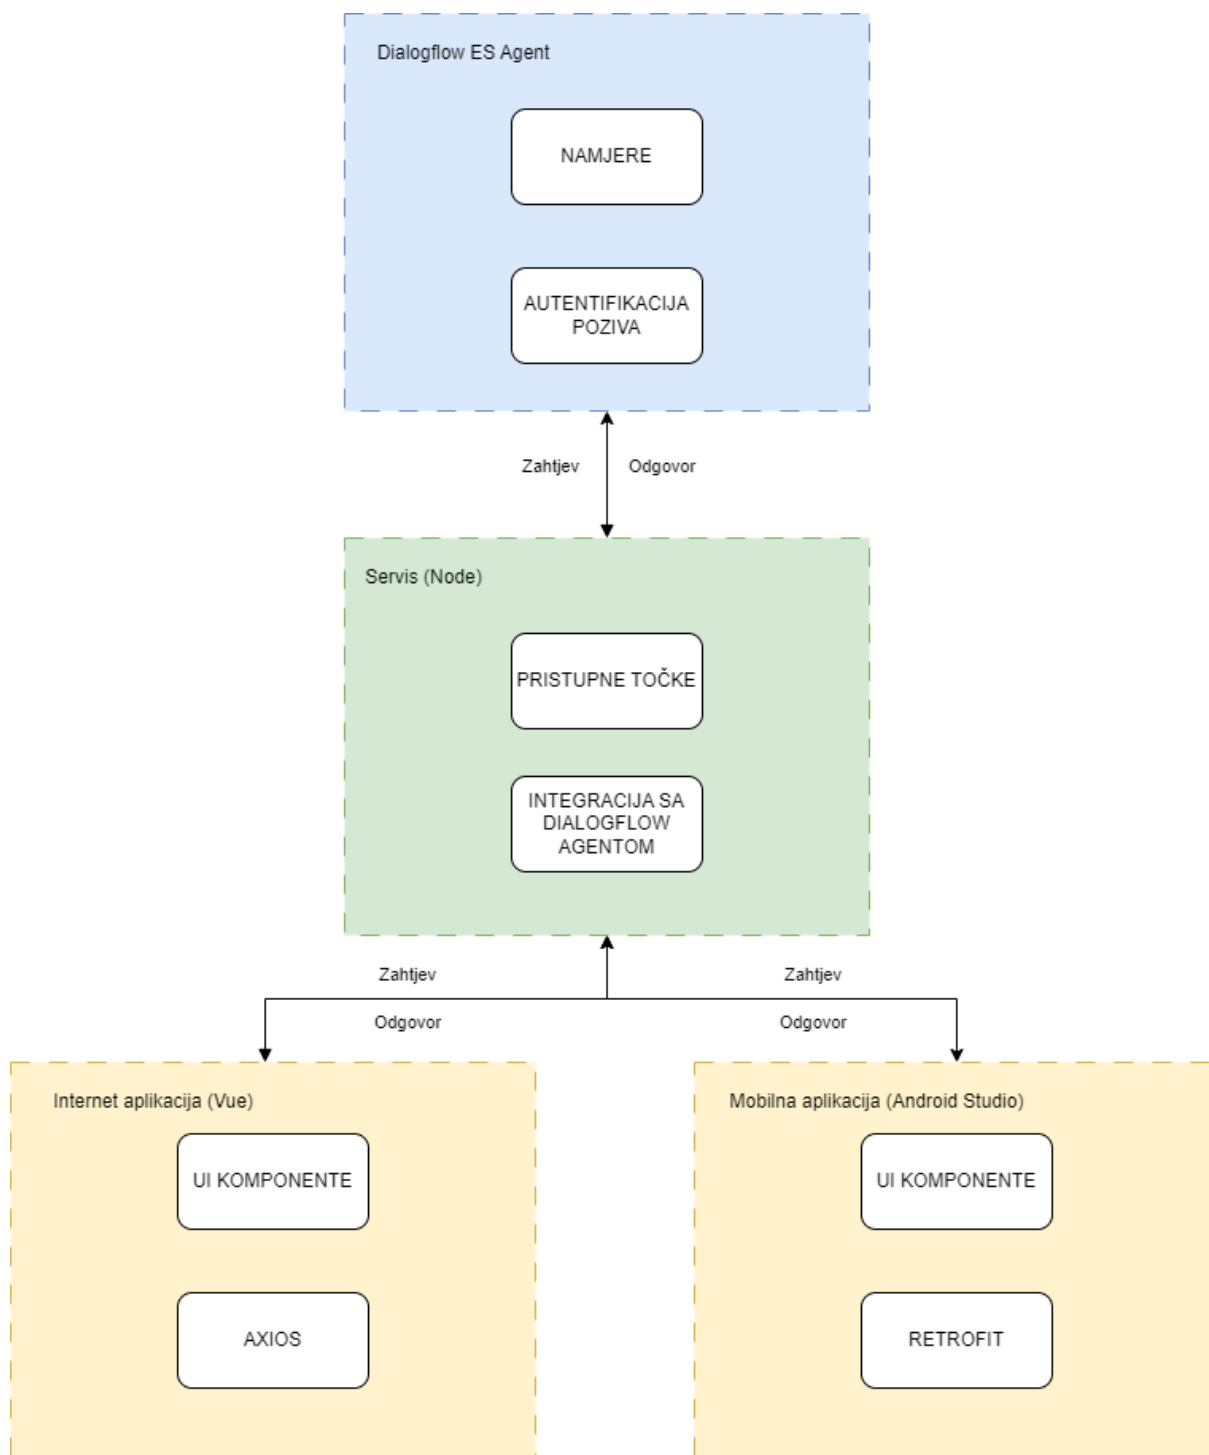 Dialogflow ES Agent
NAMJERE
AUTENTIFIKACIJA
POZIVA
Zahtjev
Odgovor
Servis (Node)
PRISTUPNE TOČKE
INTEGRACIJA SA
DIALOGFLOW
AGENTOM
Zahtjev
Zahtjev
Odgovor
Odgovor
Internet aplikacija (Vue)
Mobilna aplikacija (Android Studio)
UI KOMPONENTE
UI KOMPONENTE
AXIOS
RETROFIT